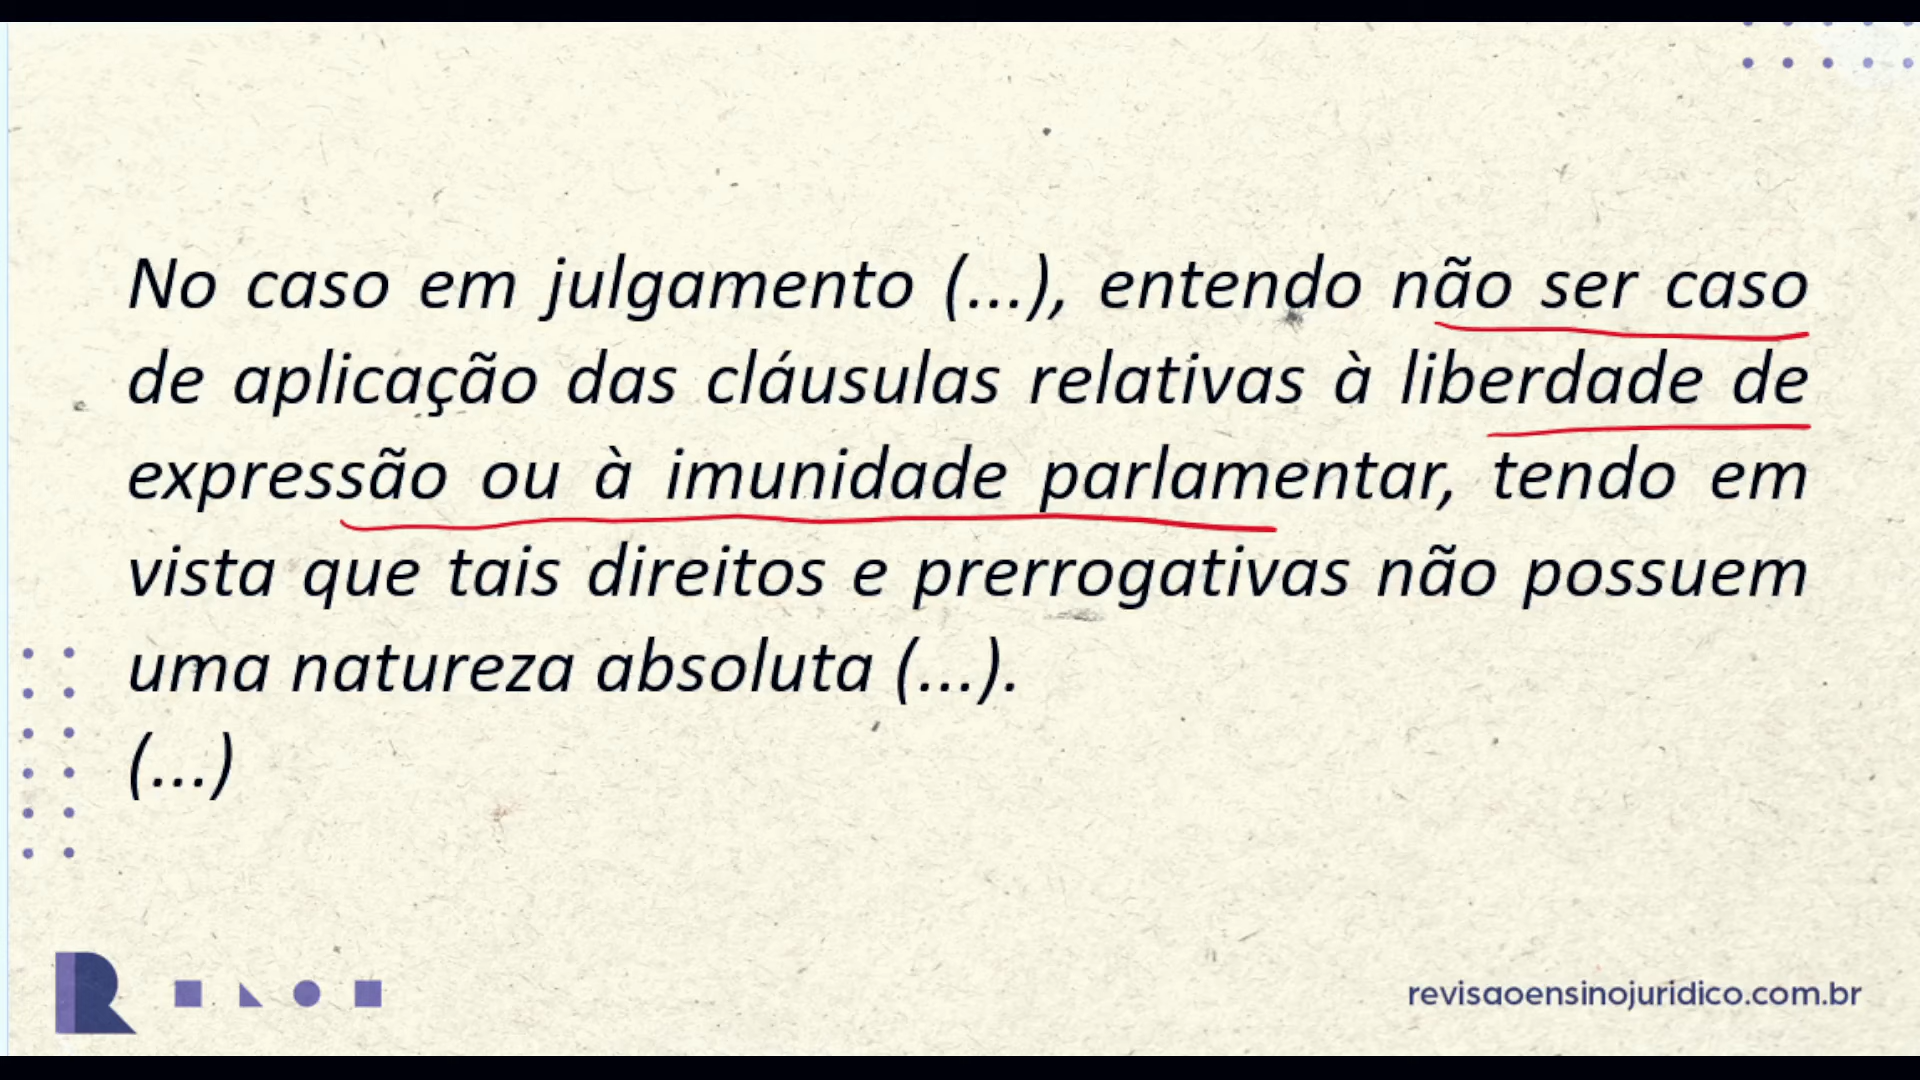 No caso em julgamento (...), entendo não ser caso
de aplicação das cláusulas relativas à liberdade de
expressão ou à imunidade parlamentar, tendo em
vista que tais direitos e prerrogativas não possuem
uma natureza absoluta (...).
(...)
R
revisaoensinojuridico.com.br